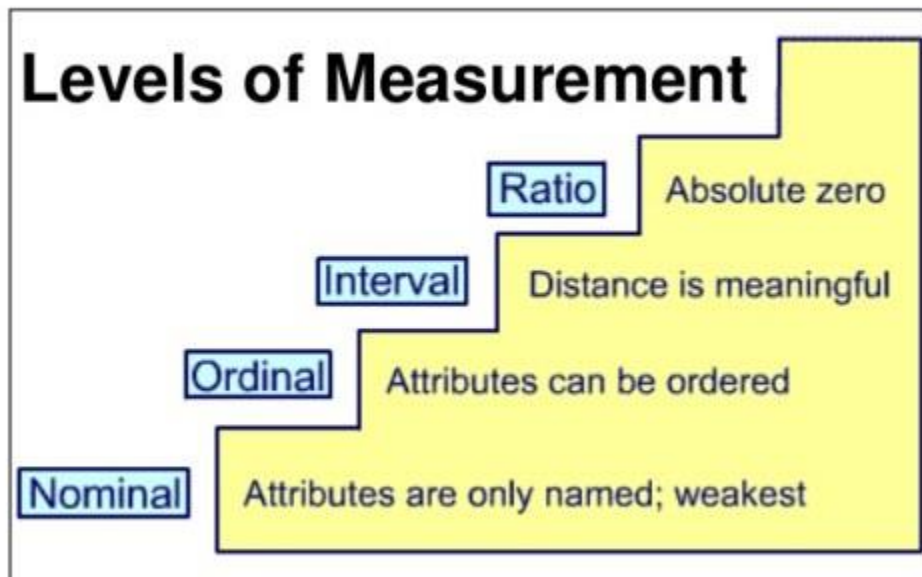 Levels of Measurement
Ratio
Absolute zero
Interval
Distance is meaningful
Ordinal
Attributes can be ordered
Nominal
Attributes are only named; weakest